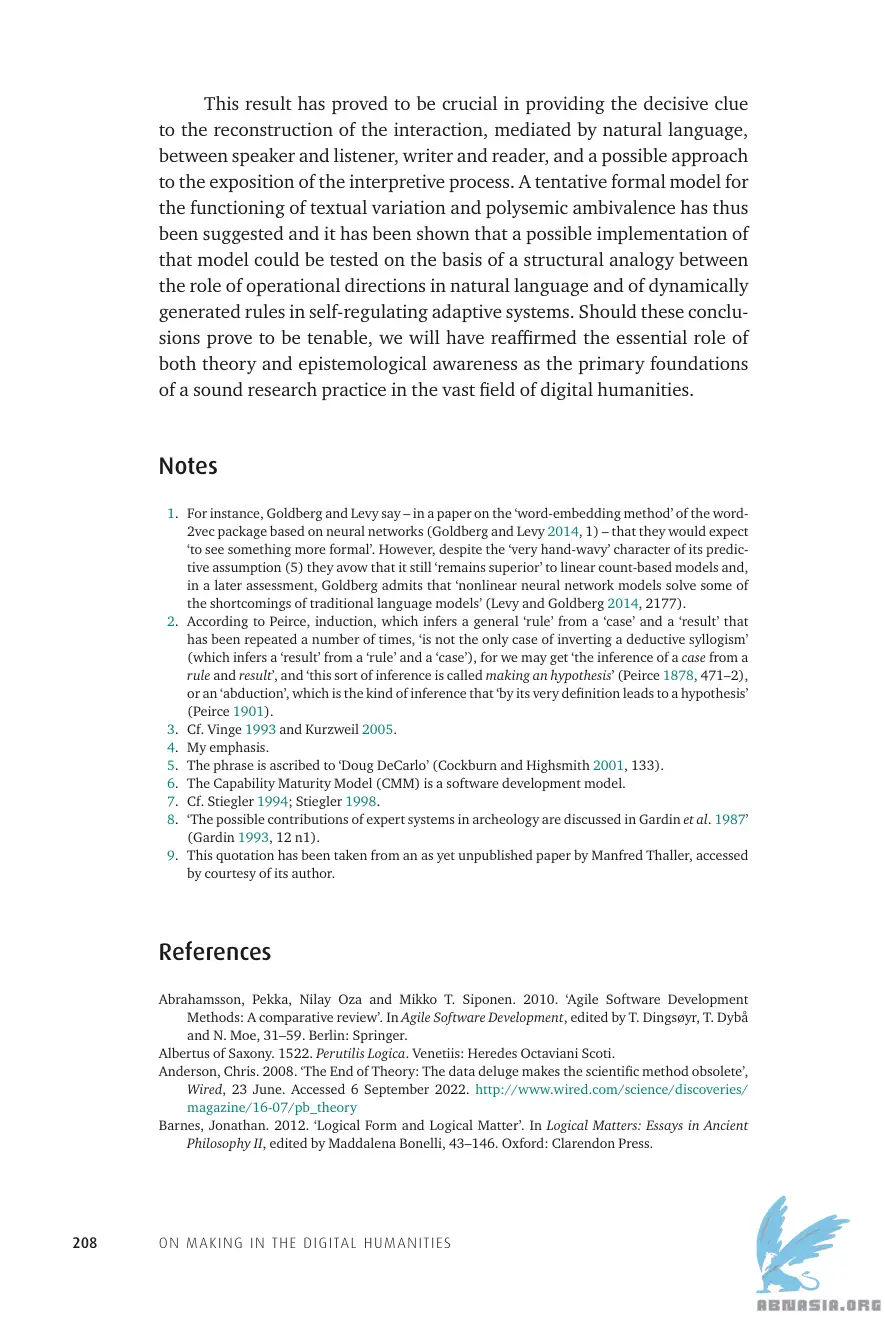 This result has proved to be crucial in providing the decisive clue
to the reconstruction of the interaction, mediated by natural language,
between speaker and listener, writer and reader, and a possible approach
to the exposition of the interpretive process. A tentative formal model for
the functioning of textual variation and polysemic ambivalence has thus
been suggested and it has been shown that a possible implementation of
that model could be tested on the basis of a structural analogy between
the role of operational directions in natural language and of dynamically
generated rules in self-regulating adaptive systems. Should these conclu-
sions prove to be tenable, we will have reaffirmed the essential role of
both theory and epistemological awareness as the primary foundations
of a sound research practice in the vast field of digital humanities.
Notes
1. For instance, Goldberg and Levy say – in a paper on the ‘word-embedding method’ of the word-
2vec package based on neural networks (Goldberg and Levy 2014, 1) – that they would expect
‘to see something more formal’. However, despite the ‘very hand-wavy’ character of its predic-
tive assumption (5) they avow that it still ‘remains superior’ to linear count-based models and,
in a later assessment, Goldberg admits that ‘nonlinear neural network models solve some of
the shortcomings of traditional language models’ (Levy and Goldberg 2014, 2177).
2. According to Peirce, induction, which infers a general ‘rule’ from a ‘case’ and a ‘result’ that
has been repeated a number of times, ‘is not the only case of inverting a deductive syllogism’
(which infers a ‘result’ from a ‘rule’ and a ‘case’), for we may get ‘the inference of a case from a
rule and result’, and ‘this sort of inference is called making an hypothesis’ (Peirce 1878, 471–2),
or an ‘abduction’, which is the kind of inference that ‘by its very definition leads to a hypothesis’
(Peirce 1901).
3. Cf. Vinge 1993 and Kurzweil 2005.
4. My emphasis.
5. The phrase is ascribed to ‘Doug DeCarlo’ (Cockburn and Highsmith 2001, 133).
6. The Capability Maturity Model (CMM) is a software development model.
7. Cf. Stiegler 1994; Stiegler 1998.
8. ‘The possible contributions of expert systems in archeology are discussed in Gardin et al. 1987’
(Gardin 1993, 12 n1).
9. This quotation has been taken from an as yet unpublished paper by Manfred Thaller, accessed
by courtesy of its author.
References
Abrahamsson, Pekka, Nilay Oza and Mikko T. Siponen. 2010. ‘Agile Software Development
Methods: A comparative review’. In Agile Software Development, edited by T. Dingsøyr, T. Dybå
and N. Moe, 31–59. Berlin: Springer.
Albertus of Saxony. 1522. Perutilis Logica. Venetiis: Heredes Octaviani Scoti.
Anderson, Chris. 2008. ‘The End of Theory: The data deluge makes the scientific method obsolete’,
Wired, 23 June. Accessed 6 September 2022. http://www.wired.com/science/discoveries/
magazine/16-07/pb_theory
Barnes, Jonathan. 2012. ‘Logical Form and Logical Matter’. In Logical Matters: Essays in Ancient
Philosophy II, edited by Maddalena Bonelli, 43–146. Oxford: Clarendon Press.
208 ON MAKING IN THE DIGITAL HUMANITIES
ABNASIA.ORG